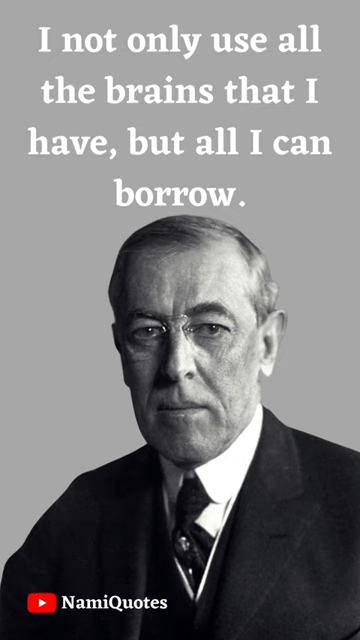 I not only use all
the brains that I
have, but all I can
borrow.
NamiQuotes